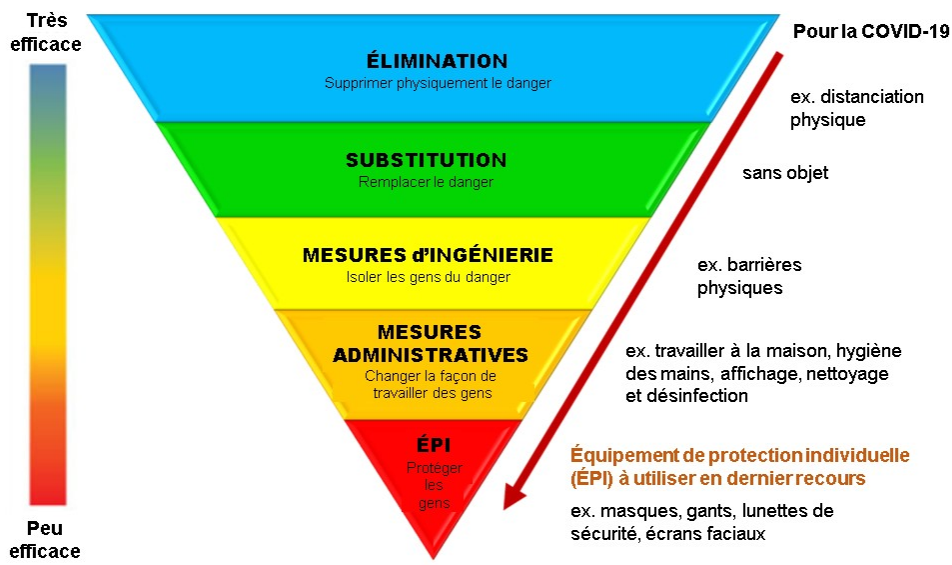 Très
efficace
Pour la COVID-19
ÉLIMINATION
Supprimer physiquement le danger
ex. distanciation
physique
SUBSTITUTION
Remplacer le danger
sans objet
MESURES d’INGÉNIERIE
Isoler les gens du danger
ex. barrières
physiques
MESURES
ADMINISTRATIVES
Changer la façon de
travailler des gens
ex. travailler à la maison, hygiène
des mains, affichage, nettoyage
et désinfection
ÉPI
Protéger
les
gens
Équipement de protection individuelle
(ÉPI) à utiliser en dernier recours
ex. masques, gants, lunettes de
sécurité, écrans faciaux
Peu
efficace